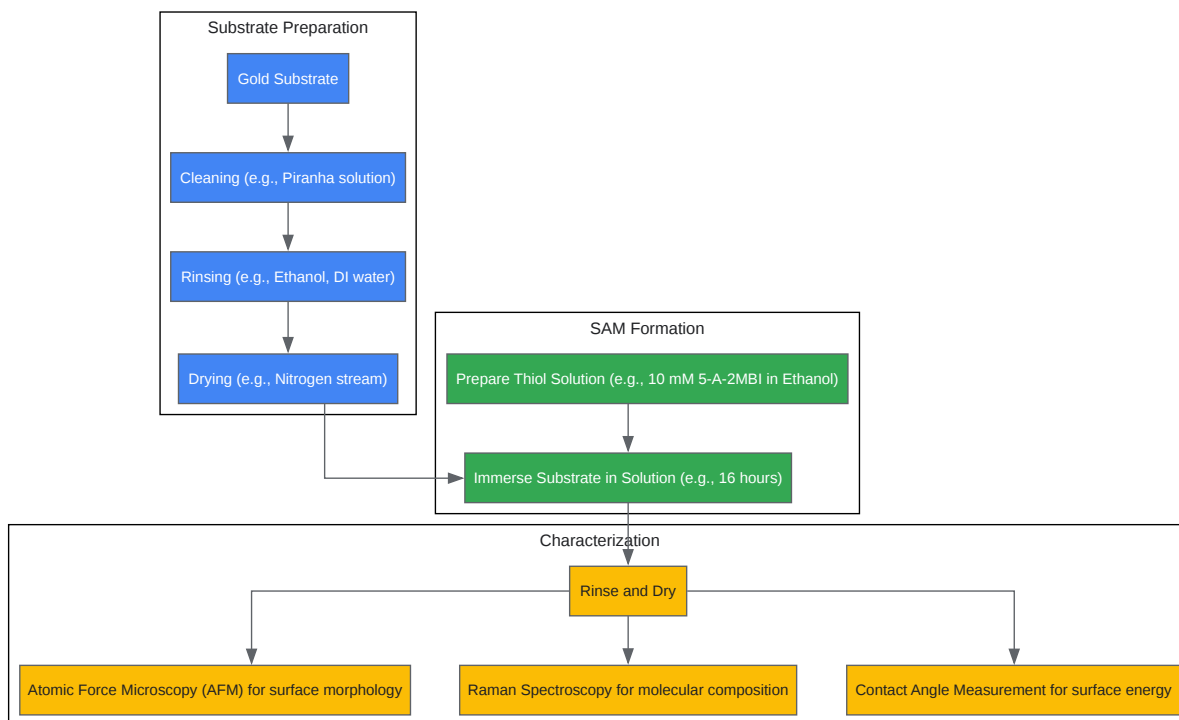 Substrate Preparation
Gold Substrate
Cleaning (e.g., Piranha solution)
Rinsing (e.g., Ethanol, DI water)
Drying (e.g., Nitrogen stream)
SAM Formation
Prepare Thiol Solution (e.g., 10 mM 5-A-2MBI in Ethanol)
Immerse Substrate in Solution (e.g., 16 hours)
Characterization
Rinse and Dry
Atomic Force Microscopy (AFM) for surface morphology
Raman Spectroscopy for molecular composition
Contact Angle Measurement for surface energy